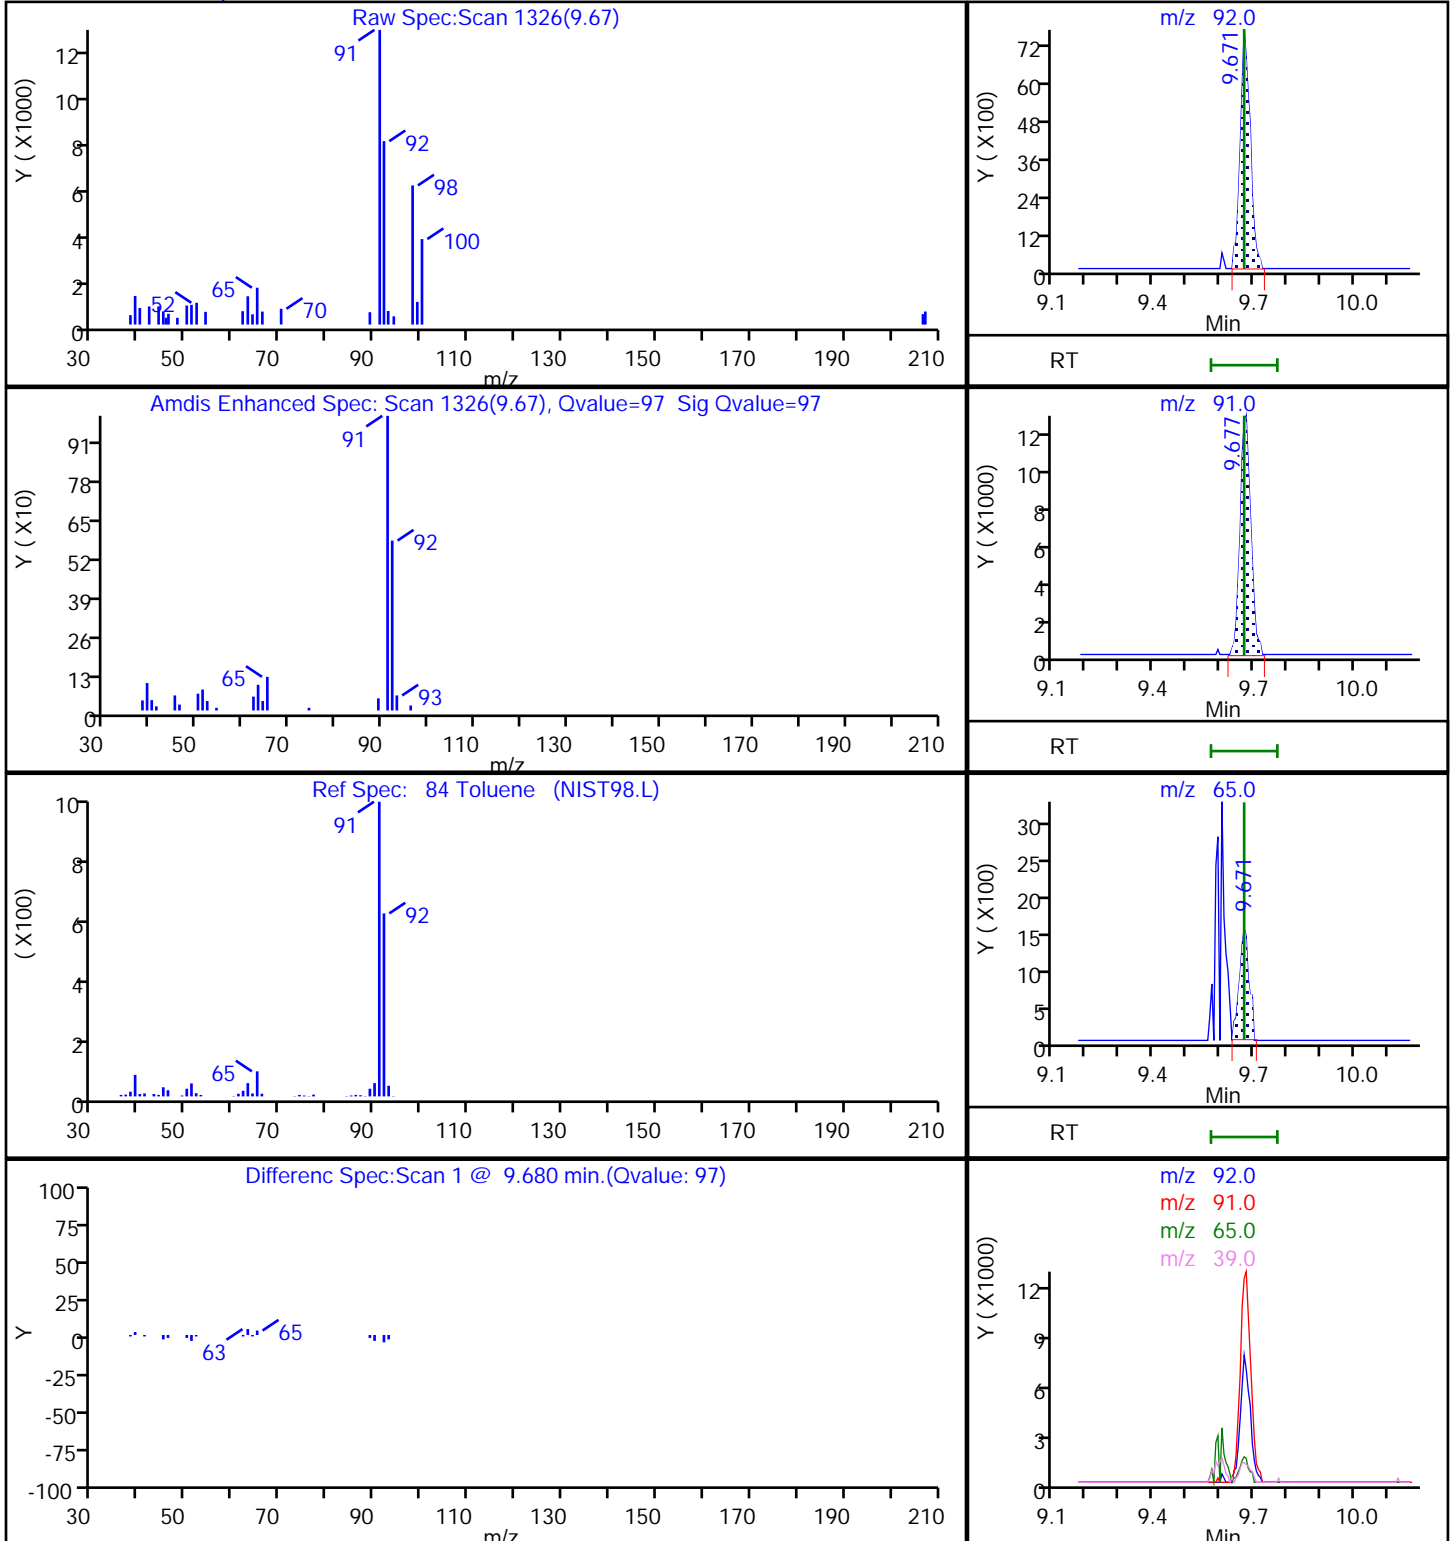 Raw Spec:Scan 1326(9.67)
Y ( X1000)
12
10
8
6
4
2
0
91
92
98
100
52
65
70
30 50 70 90 110 130 150 170 190 210
m/z
m/z 92.0
Y ( X100)
72
60
48
36
24
12
0
9.671
9.1 9.4 9.7 10.0
Min
RT
Amdis Enhanced Spec: Scan 1326(9.67), Qvalue=97 Sig Qvalue=97
Y ( X10)
91
78
65
52
39
26
13
0
91
92
65
93
30 50 70 90 110 130 150 170 190 210
m/z
m/z 91.0
Y ( X1000)
12
10
8
6
4
2
0
9.677
9.1 9.4 9.7 10.0
Min
RT
Ref Spec: 84 Toluene (NIST98.L)
( X100)
10
8
6
4
2
0
91
92
65
30 50 70 90 110 130 150 170 190 210
m/z 65.0
Y ( X100)
30
25
20
15
10
5
0
9.671
9.1 9.4 9.7 10.0
Min
RT
Differenc Spec:Scan 1 @ 9.680 min.(Qvalue: 97)
Y
100
75
50
25
0
-25
-50
-75
-100
63
65
30 50 70 90 110 130 150 170 190 210
m/z
m/z 92.0
m/z 91.0
m/z 65.0
m/z 39.0
Y ( X1000)
12
9
6
3
0
9.1 9.4 9.7 10.0
Min